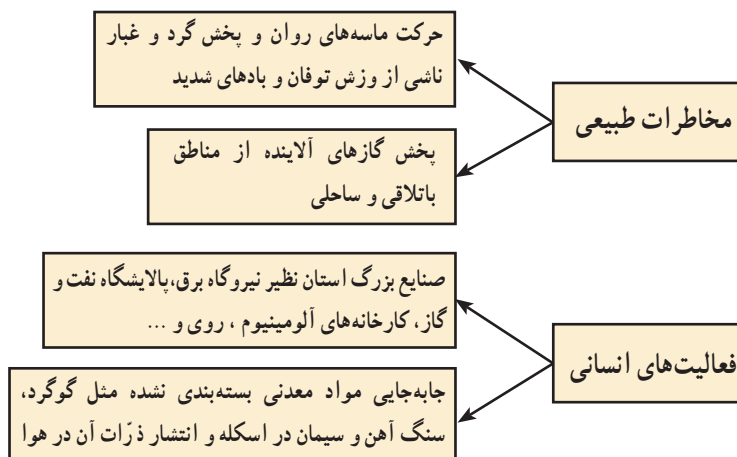 مخاطرات طبیعی
حرکت ماسه‌های روان و پخش گرد و غبار
ناشی از وزش توفان و بادهای شدید
پخش گازهای آلاینده از مناطق
باتلاقی و ساحلی
فعالیت‌های انسانی
صنایع بزرگ استان نظیر نیروگاه برق،پالایشگاه نفت و
گاز، کارخانه‌های آلومینیوم ، روی و ...
جابه‌جایی مواد معدنی بسته‌بندی نشده مثل گوگرد،
سنگ آهن و سیمان در اسکله و انتشار ذرّات آن در هوا